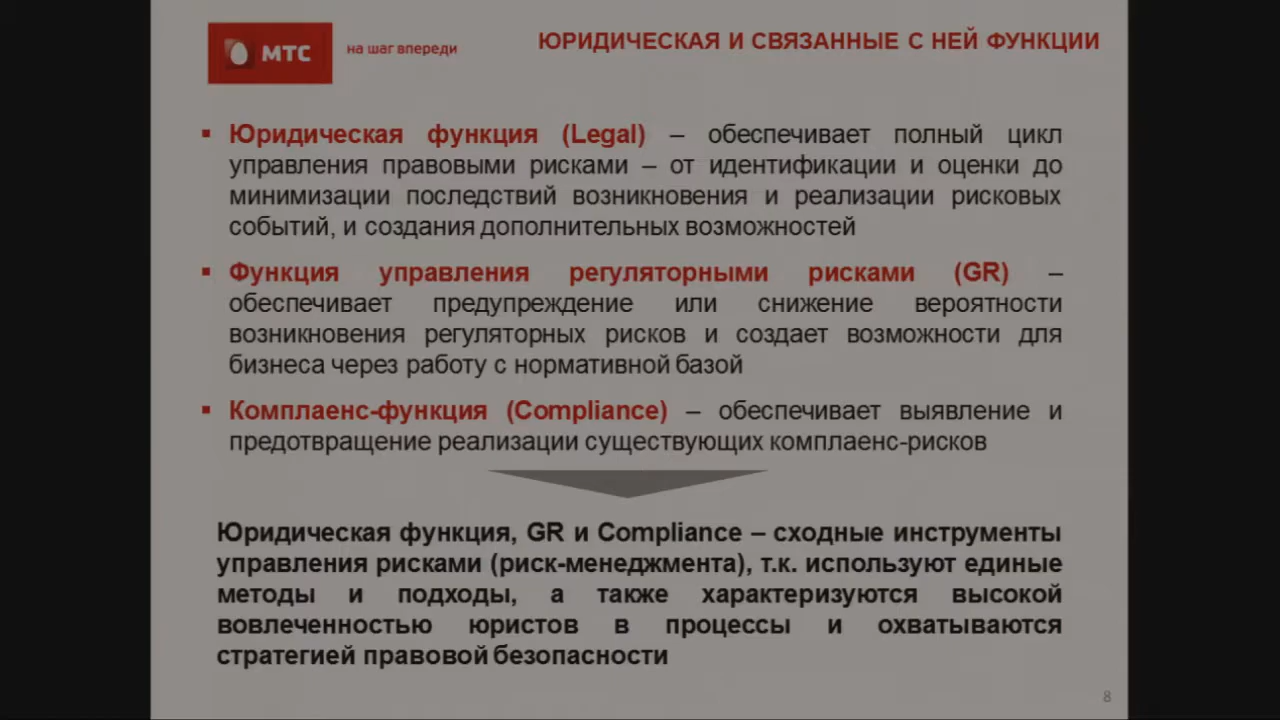 МТС
на шаг впереди
ЮРИДИЧЕСКАЯ И СВЯЗАННЫЕ С НЕЙ ФУНКЦИИ
▪ Юридическая функция (Legal) – обеспечивает полный цикл
управления правовыми рисками – от идентификации и оценки до
минимизации последствий возникновения и реализации рисковых
событий, и создания дополнительных возможностей
▪ Функция управления регуляторными рисками (GR) –
обеспечивает предупреждение или снижение вероятности
возникновения регуляторных рисков и создает возможности для
бизнеса через работу с нормативной базой
▪ Комплаенс-функция (Compliance) – обеспечивает выявление и
предотвращение реализации существующих комплаенс-рисков
Юридическая функция, GR и Compliance – сходные инструменты
управления рисками (риск-менеджмента), т.к. используют единые
методы и подходы, а также характеризуются высокой
вовлеченностью юристов в процессы и охватываются
стратегией правовой безопасности
8